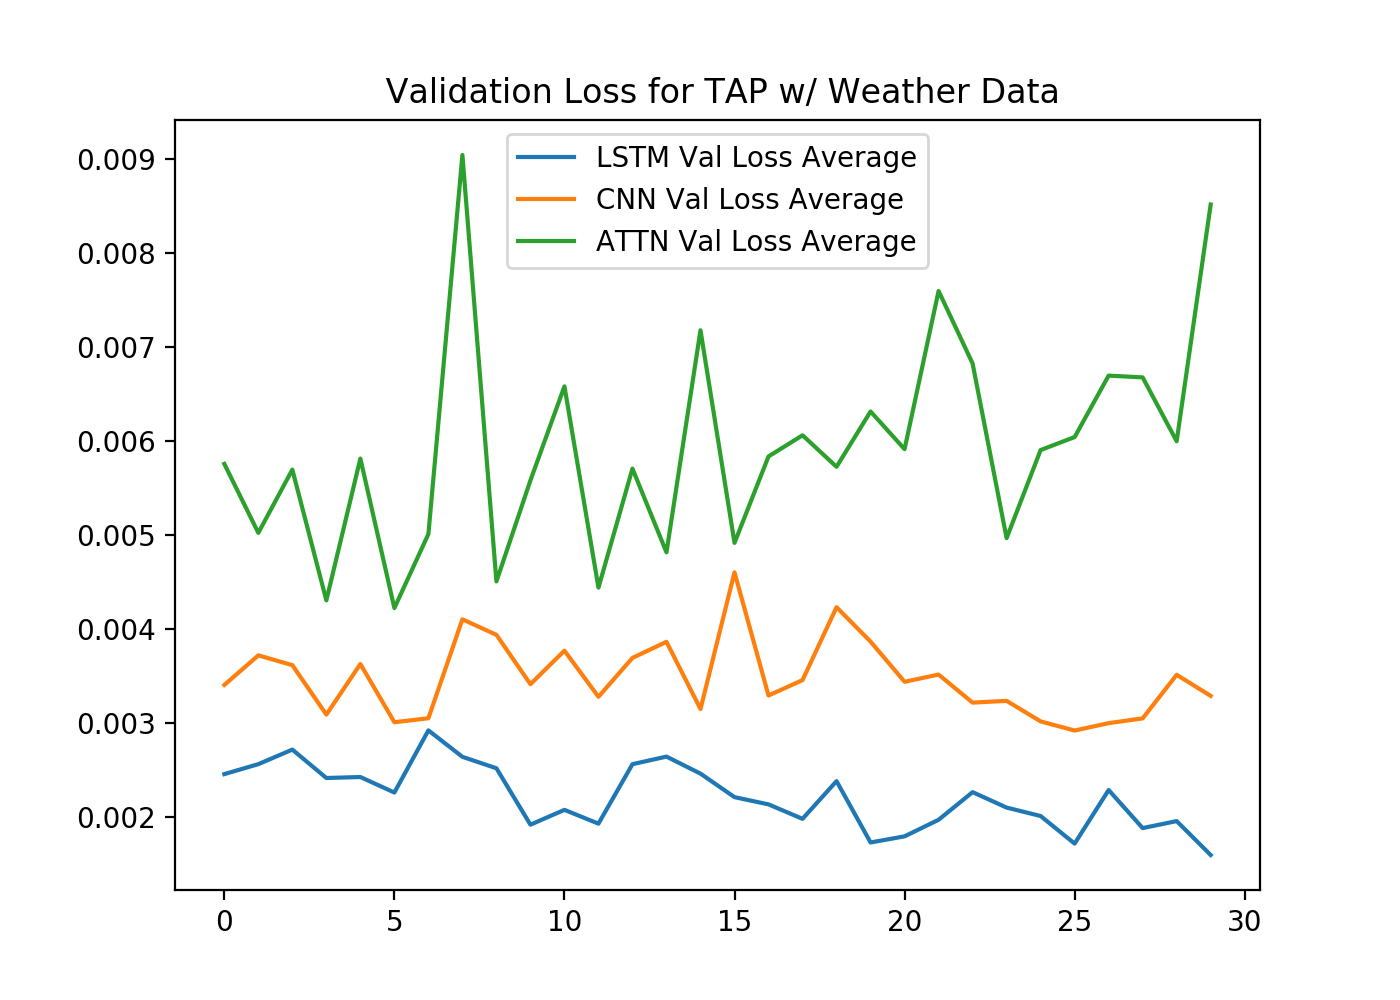 Validation Loss for TAP w/ Weather Data
LSTM Val Loss Average
CNN Val Loss Average
ATTN Val Loss Average
0.009
0.008
0.007
0.006
0.005
0.004
0.003
0.002
0 5 10 15 20 25 30